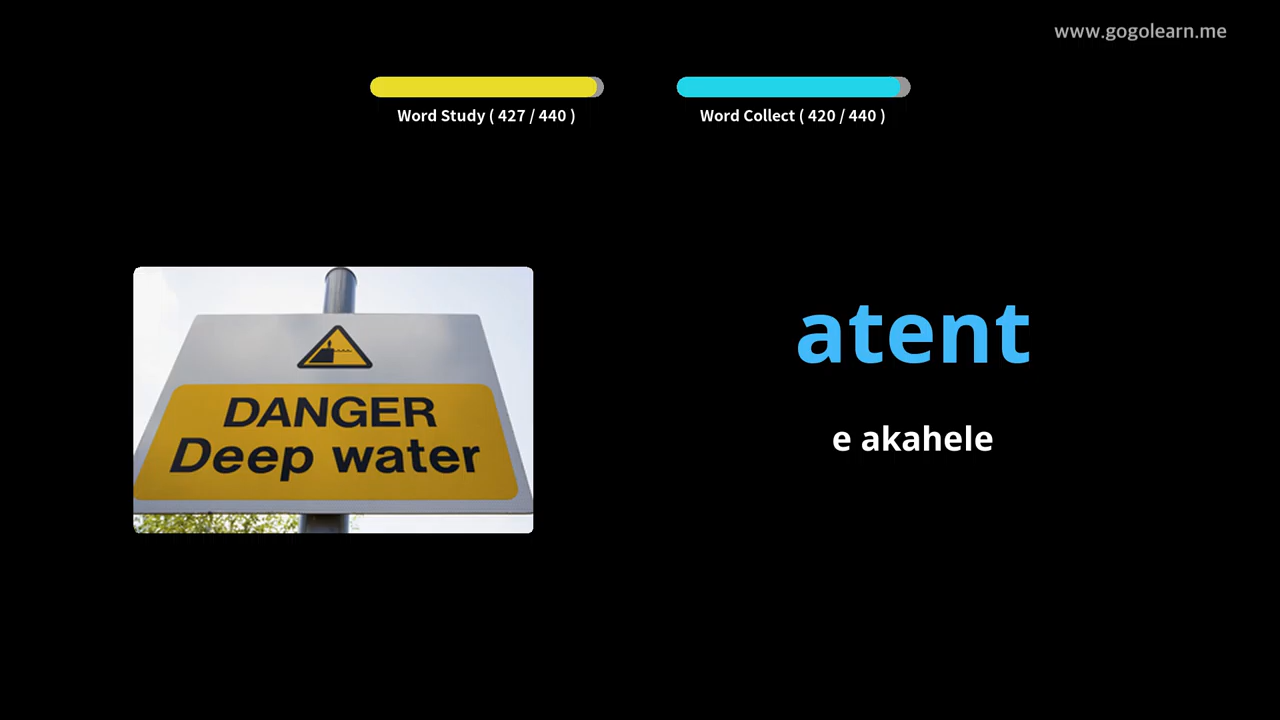 www.gogolearn.me
Word Study ( 427 / 440 )
Word Collect ( 420 / 440 )
DANGER
Deep water
atent
e akahele